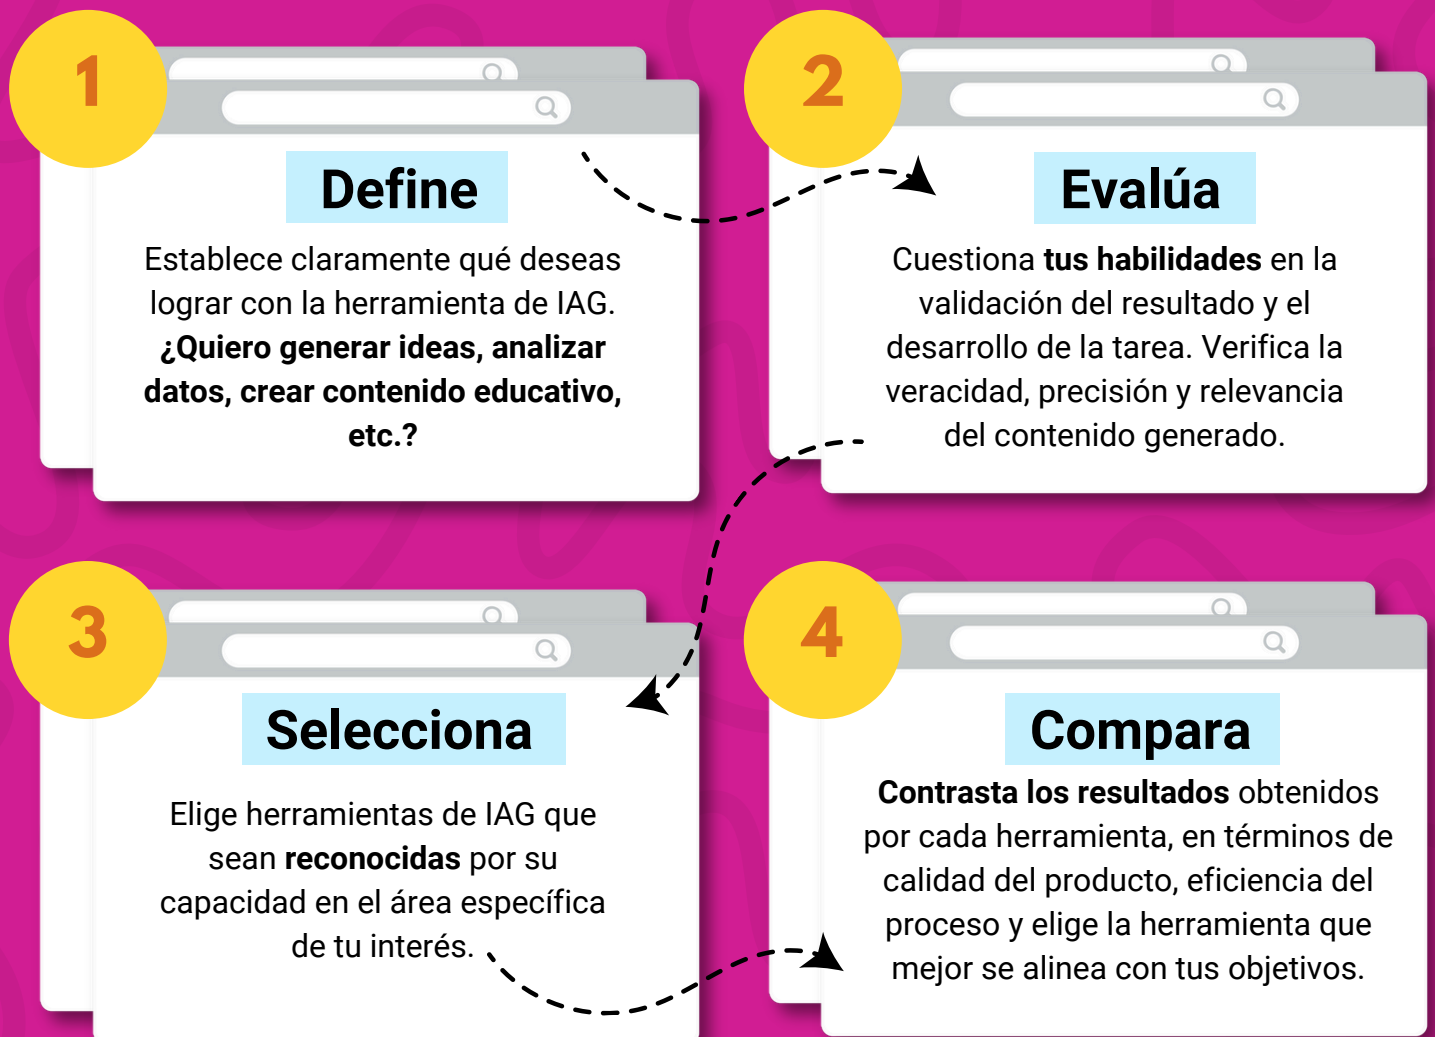 1
Define
Establece claramente qué deseas
lograr con la herramienta de IAG.
¿Quiero generar ideas, analizar
datos, crear contenido educativo,
etc.?
2
Evalúa
Cuestiona tus habilidades en la
validación del resultado y el
desarrollo de la tarea. Verifica la
veracidad, precisión y relevancia
del contenido generado.
3
Selecciona
Elige herramientas de IAG que
sean reconocidas por su
capacidad en el área específica
de tu interés.
4
Compara
Contrasta los resultados obtenidos
por cada herramienta, en términos de
calidad del producto, eficiencia del
proceso y elige la herramienta que
mejor se alinea con tus objetivos.